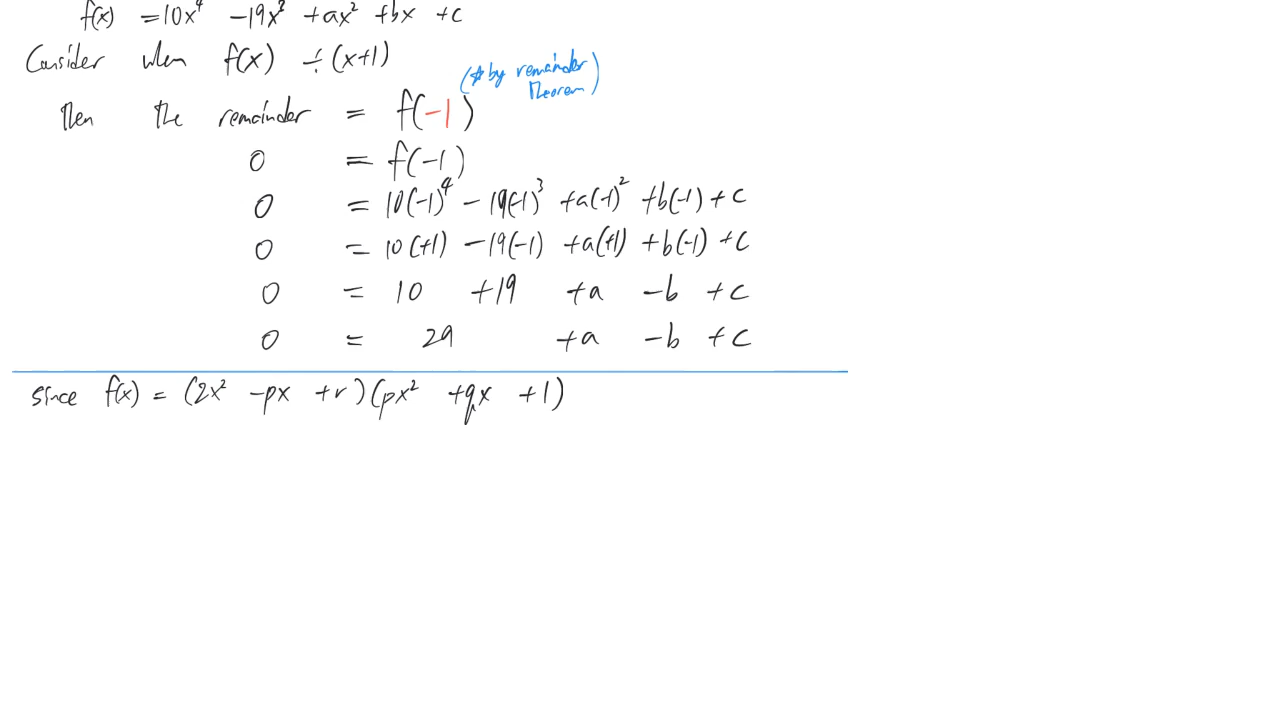 f(x) = 10x⁴ - 19x³ + ax² + bx + c
Consider when f(x) ÷ (x+1)
(by remainder
Theorem)
Then the remainder = f(-1)
0 = f(-1)
0 = 10(-1)⁴ - 19(-1)³ + a(-1)² + b(-1) + c
0 = 10(+1) - 19(-1) + a(+1) + b(-1) + c
0 = 10 + 19 + a - b + c
0 = 29 + a - b + c
since f(x) = (2x² - px + r)(px² + qx + 1)